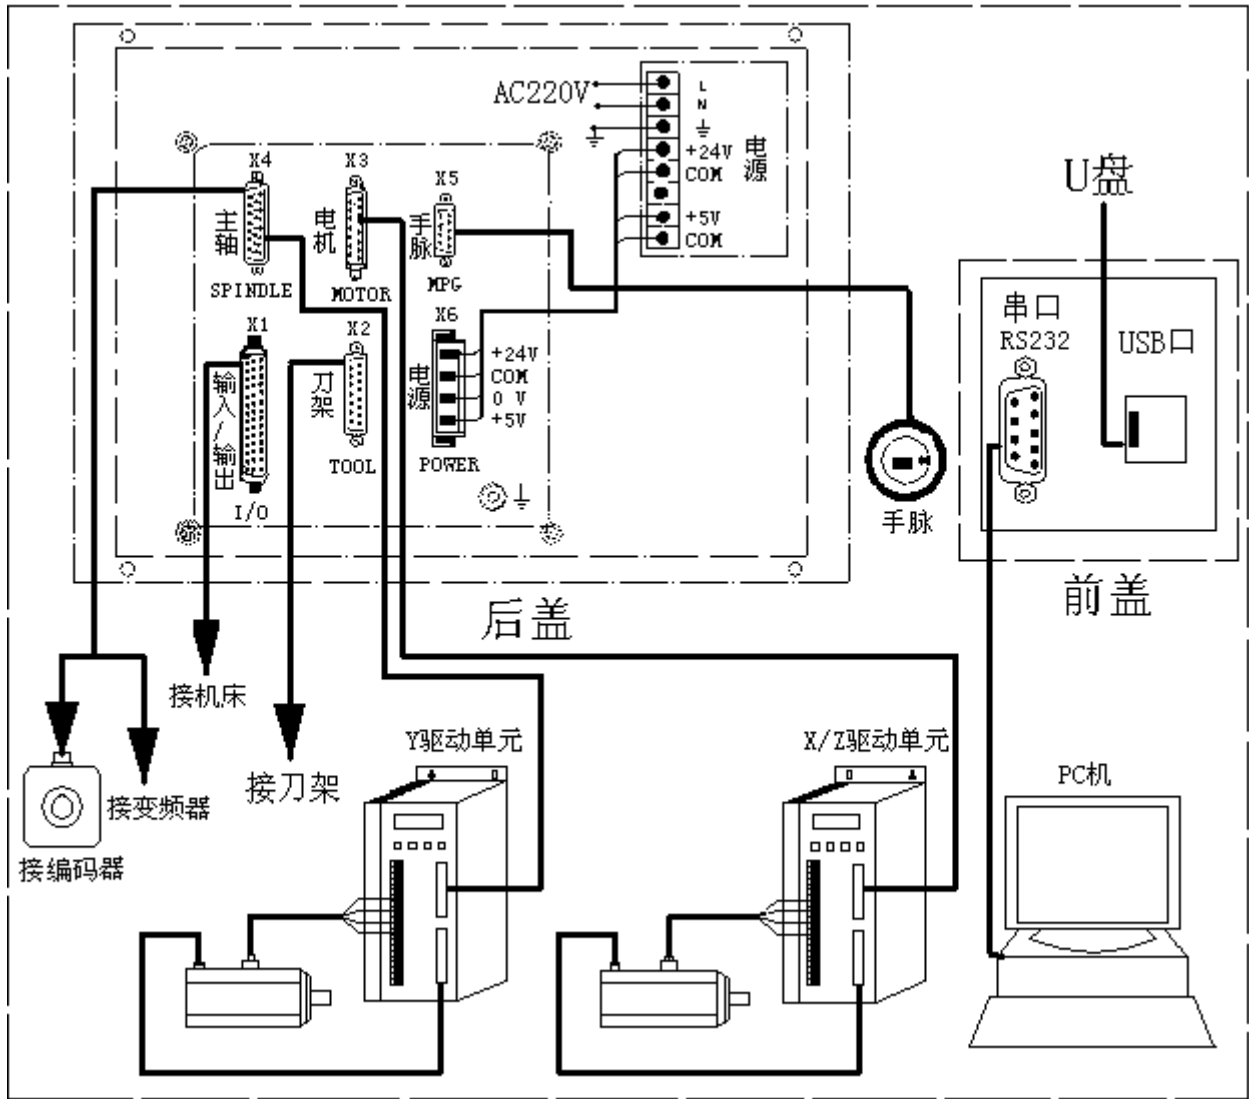 AC220V
L
N
+24V
COM
+5V
COM
电源
X4
主轴
SPINDLE
X3
电机
MOTOR
X5
手脉
MPG
X1
输入/输出
I/O
X2
刀架
TOOL
X6
电源
+24V
COM
0 V
+5V
POWER
后盖
手脉
U盘
串口
RS232
USB口
前盖
接机床
接刀架
接变频器
接编码器
Y驱动单元
X/Z驱动单元
PC机